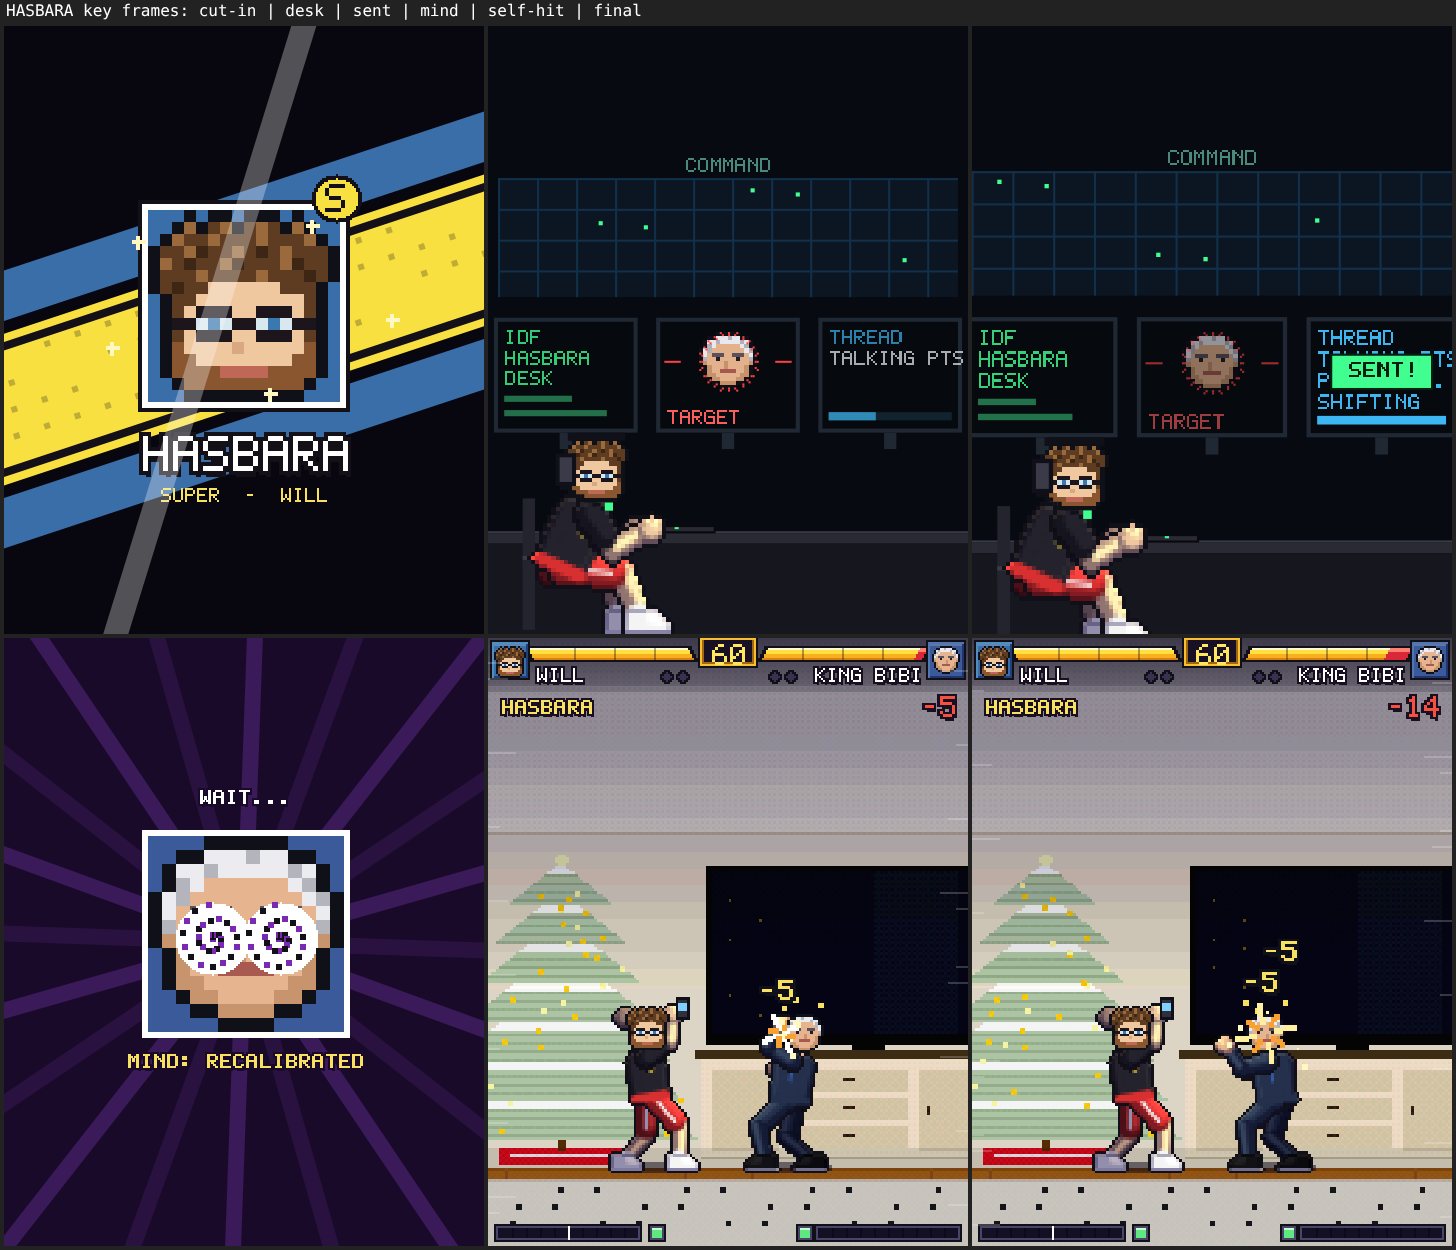 HASBARA key frames: cut-in | desk | sent | mind | self-hit | final
S
HASBARA
SUPER - WILL
COMMAND
IDF
HASBARA
DESK
TARGET
THREAD
TALKING PTS
COMMAND
IDF
HASBARA
DESK
TARGET
THREAD
SENT!
SHIFTING
WAIT...
MIND: RECALIBRATED
60
WILL
KING BIBI
HASBARA
-5
-5
60
WILL
KING BIBI
HASBARA
-14
-5
-5